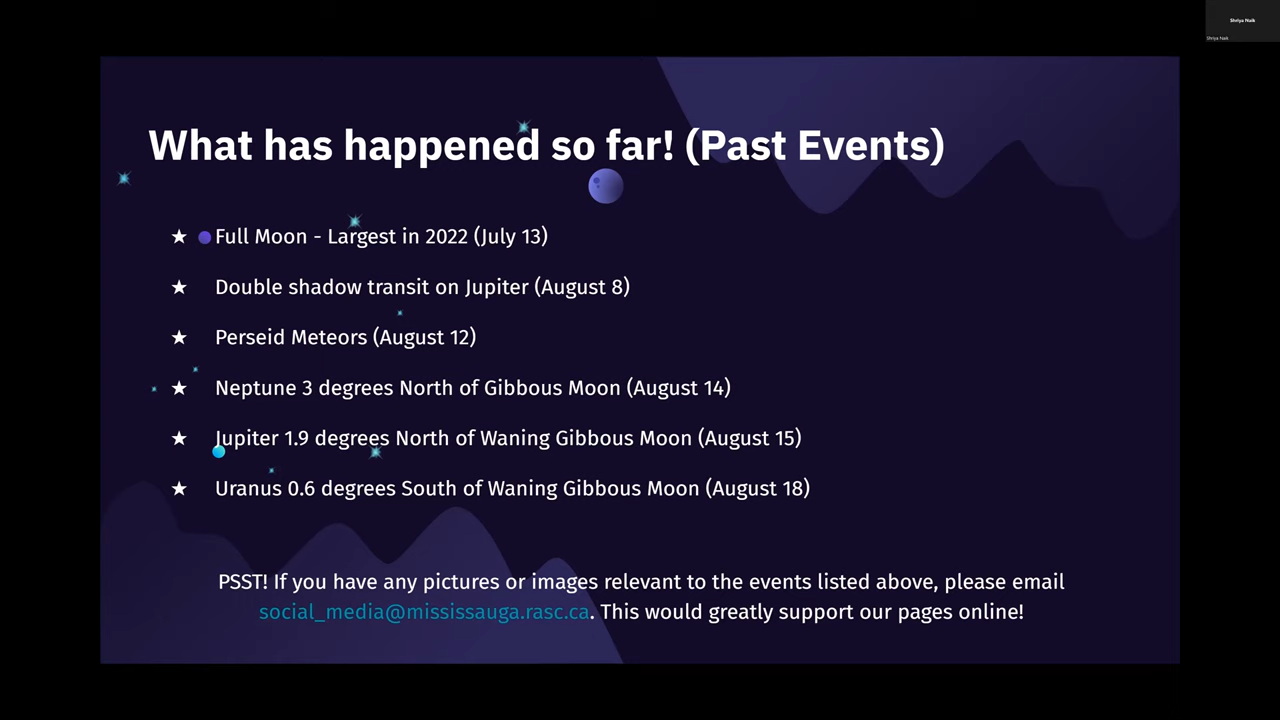 Shriya Naik
Shriya Naik
What has happened so far! (Past Events)
★ Full Moon - Largest in 2022 (July 13)
★ Double shadow transit on Jupiter (August 8)
★ Perseid Meteors (August 12)
★ Neptune 3 degrees North of Gibbous Moon (August 14)
★ Jupiter 1.9 degrees North of Waning Gibbous Moon (August 15)
★ Uranus 0.6 degrees South of Waning Gibbous Moon (August 18)
PSST! If you have any pictures or images relevant to the events listed above, please email
social_media@mississauga.rasc.ca. This would greatly support our pages online!